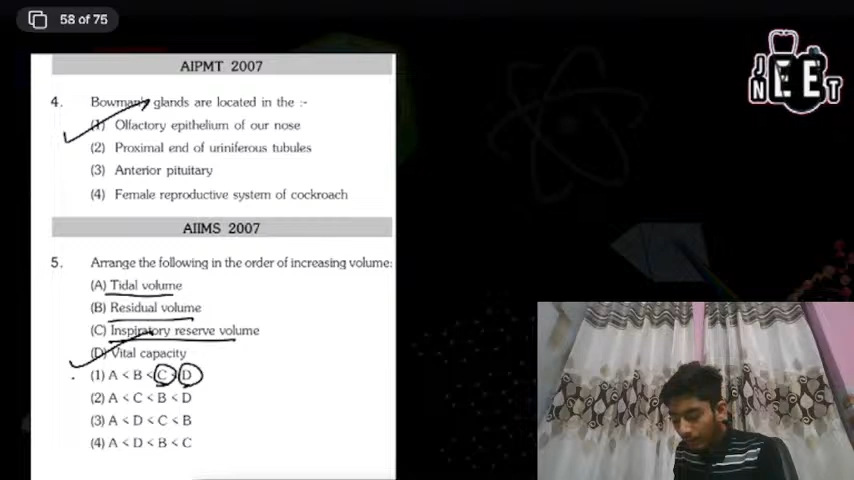 58 of 75
J
NEET
AIPMT 2007
4. Bowman's glands are located in the :-
(1) Olfactory epithelium of our nose
(2) Proximal end of uriniferous tubules
(3) Anterior pituitary
(4) Female reproductive system of cockroach
AIIMS 2007
5. Arrange the following in the order of increasing volume:
(A) Tidal volume
(B) Residual volume
(C) Inspiratory reserve volume
(D) Vital capacity
(1) A < B < C < D
(2) A < C < B < D
(3) A < D < C < B
(4) A < D < B < C